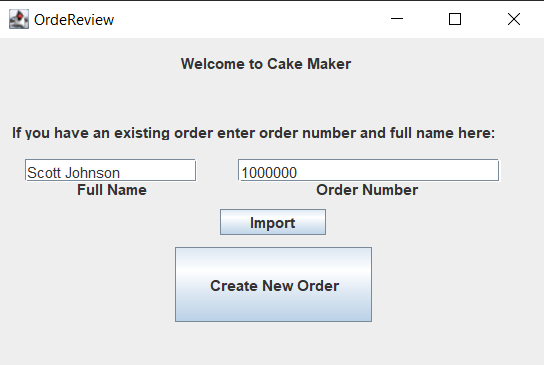 OrdeReview
Welcome to Cake Maker
If you have an existing order enter order number and full name here:
Scott Johnson 1000000
Full Name Order Number
Import
Create New Order